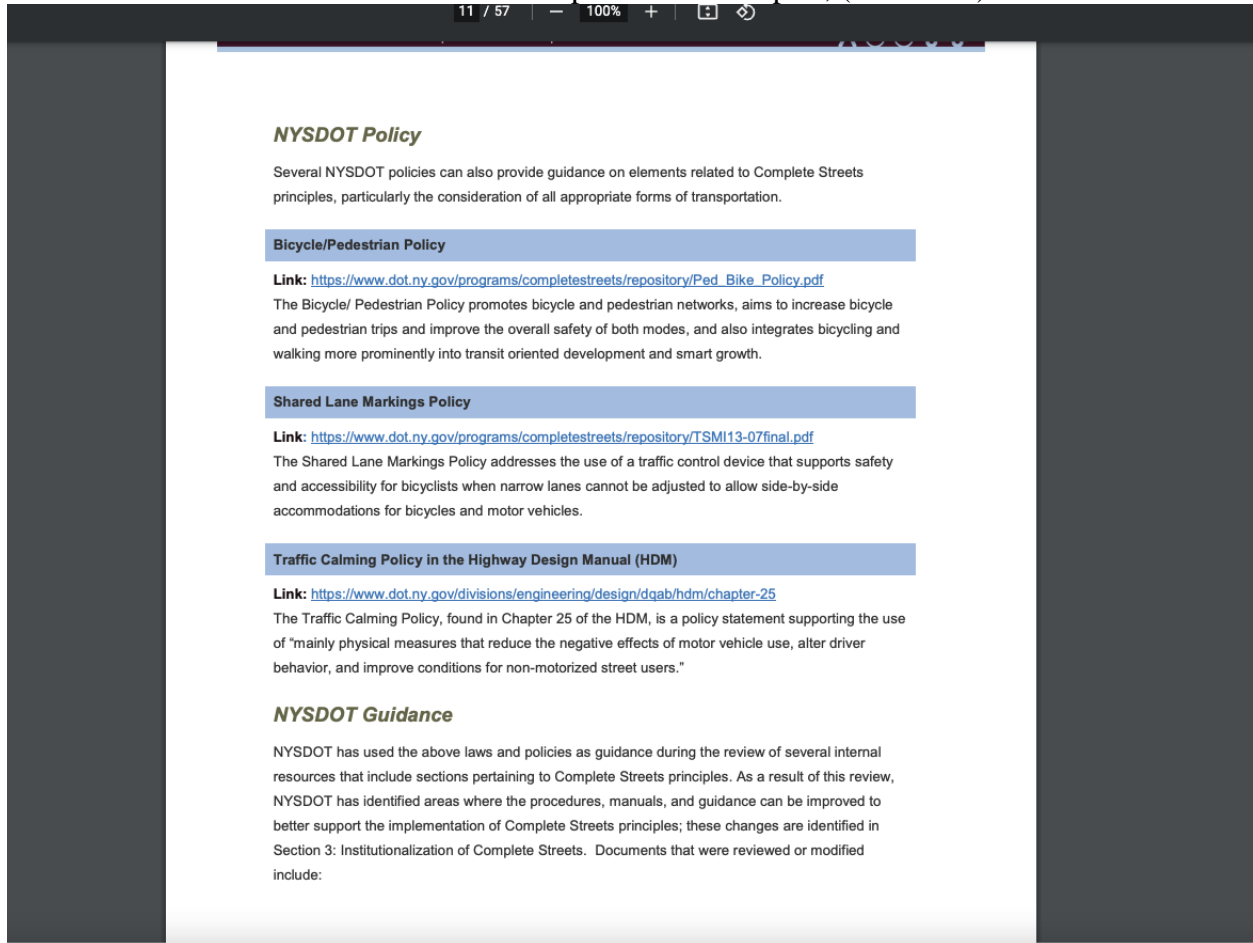 11 / 57 | — 100% + |
NYSDOT Policy
Several NYSDOT policies can also provide guidance on elements related to Complete Streets
principles, particularly the consideration of all appropriate forms of transportation.
Bicycle/Pedestrian Policy
Link: https://www.dot.ny.gov/programs/completestreets/repository/Ped_Bike_Policy.pdf
The Bicycle/ Pedestrian Policy promotes bicycle and pedestrian networks, aims to increase bicycle
and pedestrian trips and improve the overall safety of both modes, and also integrates bicycling and
walking more prominently into transit oriented development and smart growth.
Shared Lane Markings Policy
Link: https://www.dot.ny.gov/programs/completestreets/repository/TSMI13-07final.pdf
The Shared Lane Markings Policy addresses the use of a traffic control device that supports safety
and accessibility for bicyclists when narrow lanes cannot be adjusted to allow side-by-side
accommodations for bicycles and motor vehicles.
Traffic Calming Policy in the Highway Design Manual (HDM)
Link: https://www.dot.ny.gov/divisions/engineering/design/dqab/hdm/chapter-25
The Traffic Calming Policy, found in Chapter 25 of the HDM, is a policy statement supporting the use
of “mainly physical measures that reduce the negative effects of motor vehicle use, alter driver
behavior, and improve conditions for non-motorized street users.”
NYSDOT Guidance
NYSDOT has used the above laws and policies as guidance during the review of several internal
resources that include sections pertaining to Complete Streets principles. As a result of this review,
NYSDOT has identified areas where the procedures, manuals, and guidance can be improved to
better support the implementation of Complete Streets principles; these changes are identified in
Section 3: Institutionalization of Complete Streets.  Documents that were reviewed or modified
include: